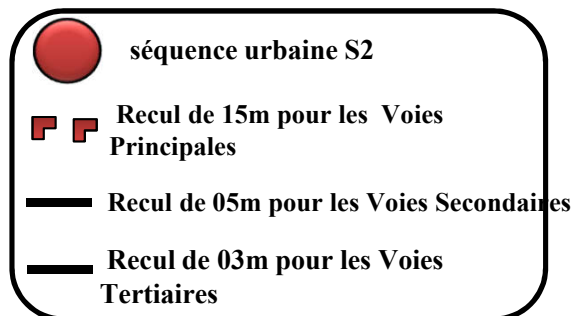 séquence urbaine S2
Recul de 15m pour les Voies
Principales
Recul de 05m pour les Voies Secondaires
Recul de 03m pour les Voies
Tertiaires